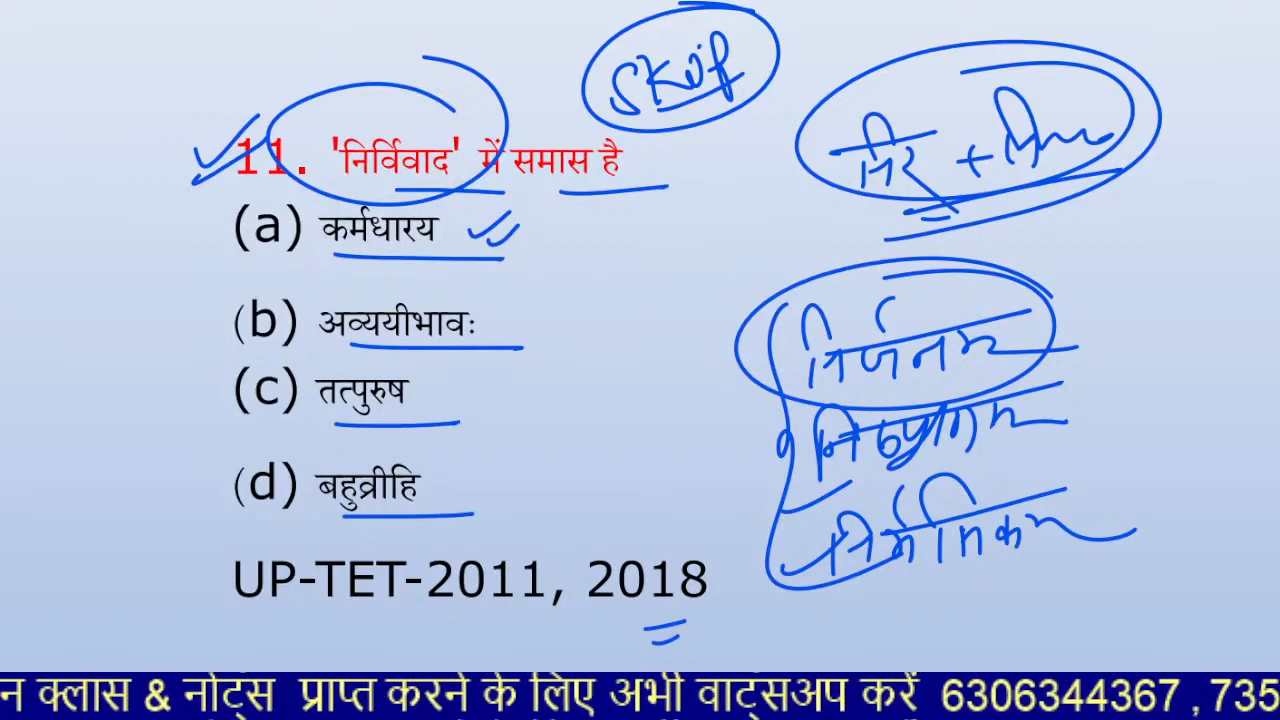 11. 'निर्विवाद' में समास है
(a) कर्मधारय
(b) अव्ययीभावः
(c) तत्पुरुष
(d) बहुव्रीहि
UP-TET-2011, 2018
निर्जनम्
न क्लास & नोट्स प्राप्त करने के लिए अभी वाट्सअप करें 6306344367 , 735